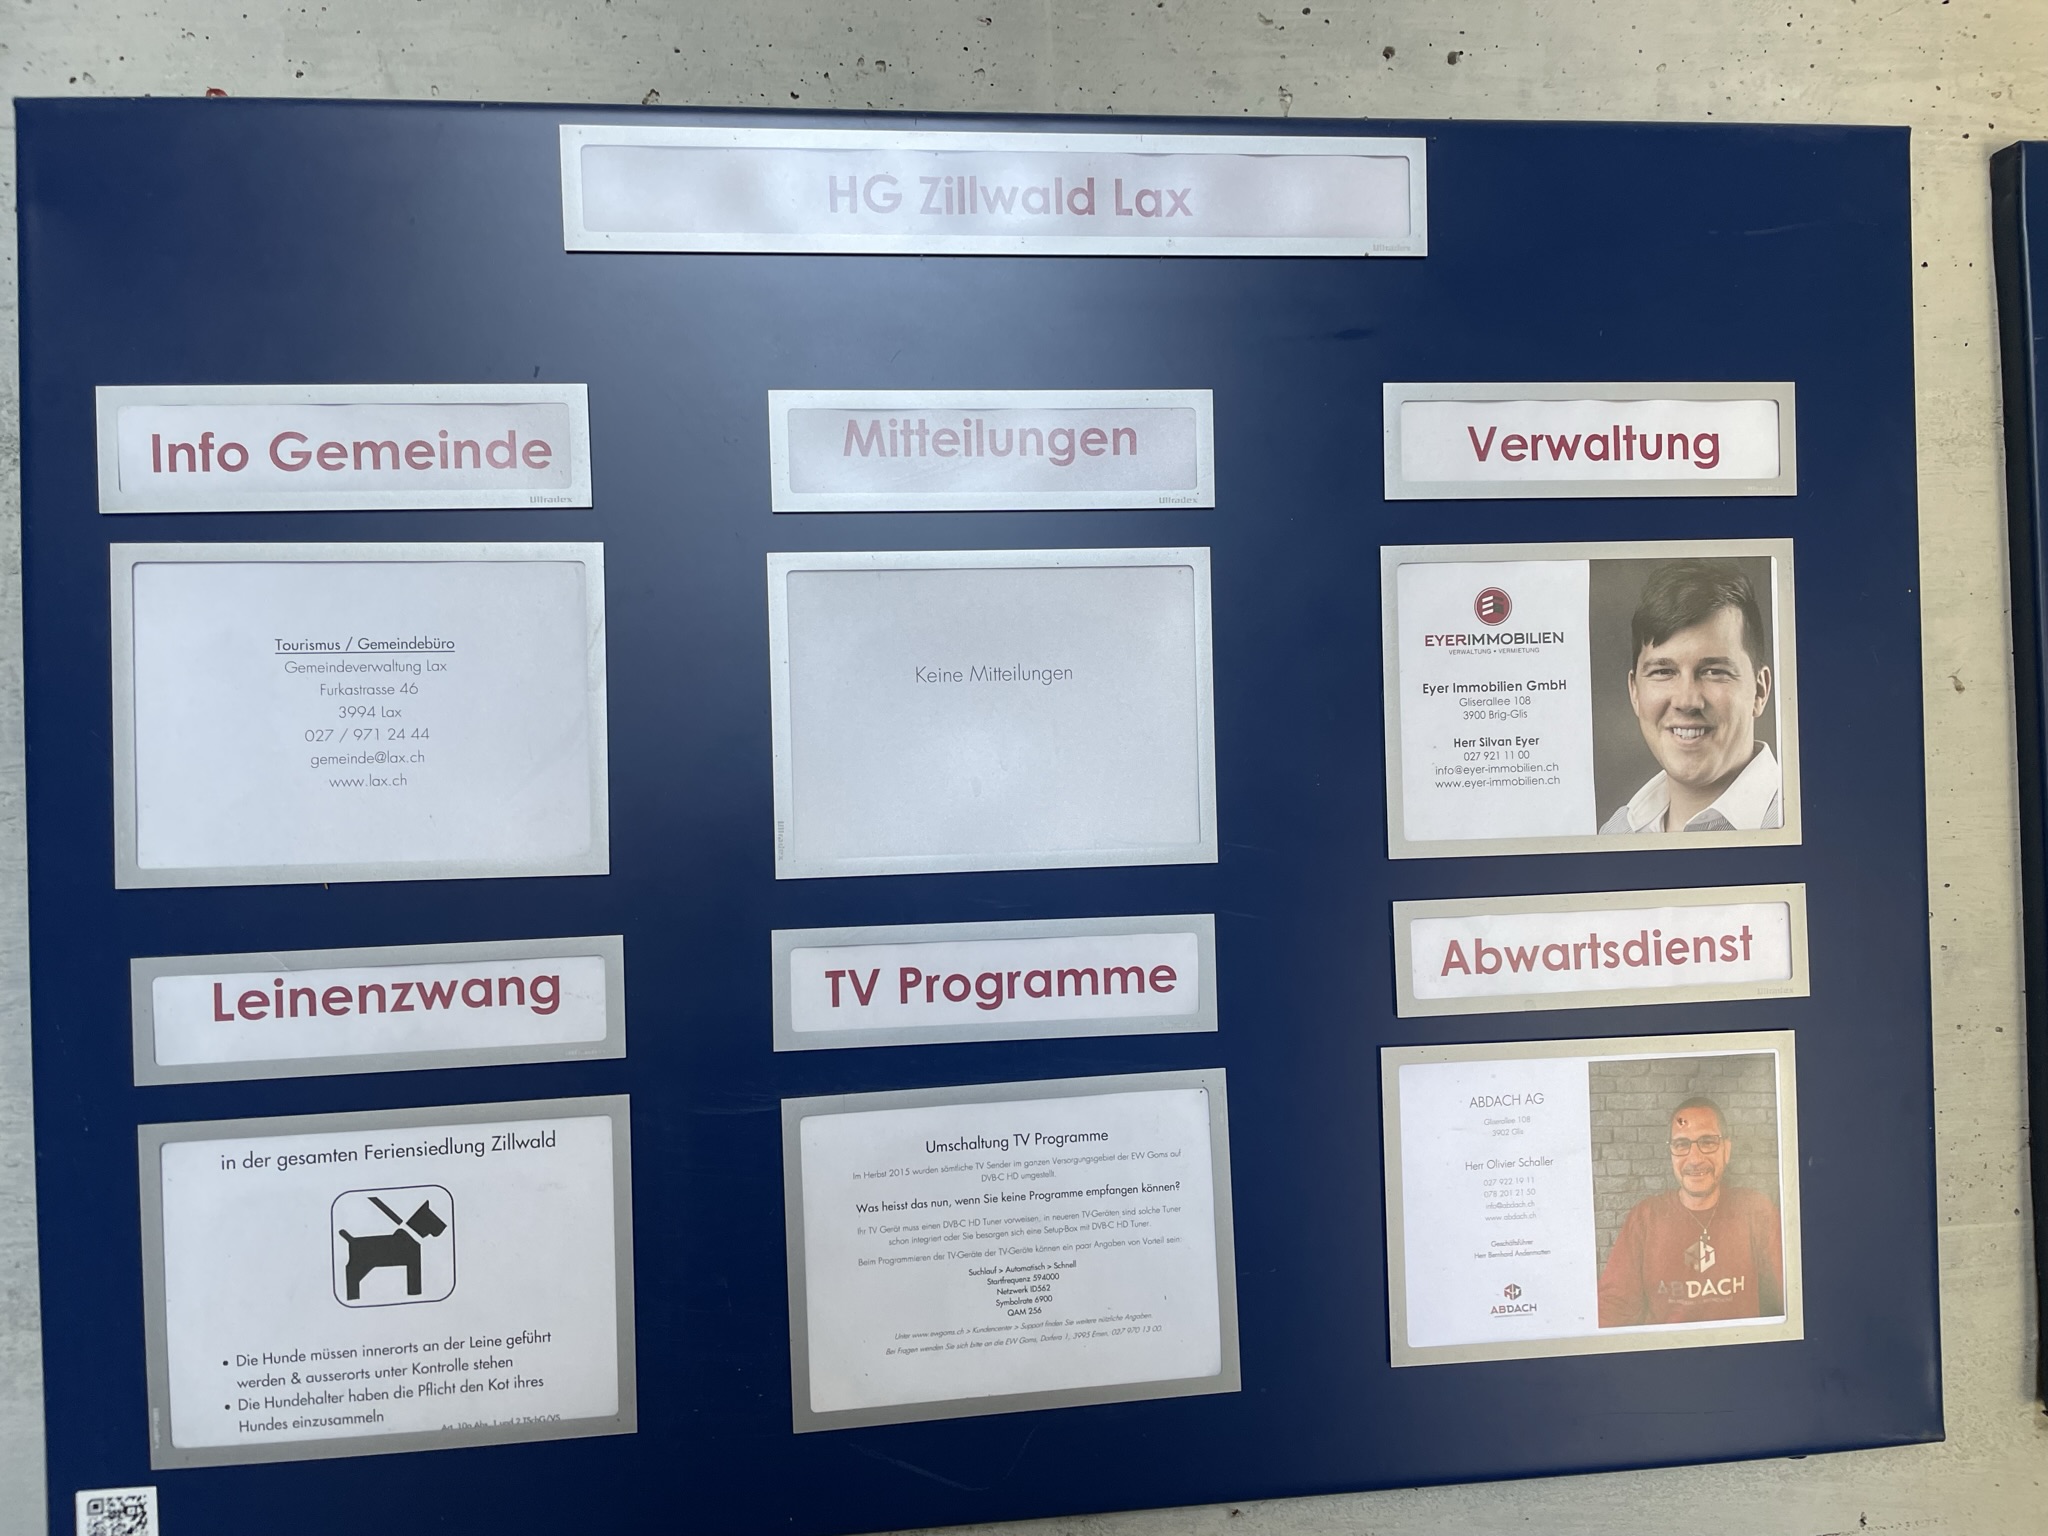 HG Zillwald Lax
Ultradex
Info Gemeinde
Ultradex
Tourismus / Gemeindebüro
Gemeindeverwaltung Lax
Furkastrasse 46
3994 Lax
027 / 971 24 44
gemeinde@lax.ch
www.lax.ch
Leinenzwang
in der gesamten Feriensiedlung Zillwald
• Die Hunde müssen innerorts an der Leine geführt
werden & ausserorts unter Kontrolle stehen
• Die Hundehalter haben die Pflicht den Kot ihres
Hundes einzusammeln
Mitteilungen
Ultradex
Keine Mitteilungen
Ultradex
TV Programme
Umschaltung TV Programme
Im Herbst 2015 wurden sämtliche TV Sender im ganzen Versorgungsgebiet der EW Goms auf
DVB-C HD umgestellt.
Was heisst das nun, wenn Sie keine Programme empfangen können?
Ihr TV Gerät muss einen DVB-C HD Tuner vorweisen, in neueren TV-Geräten sind solche Tuner
schon integriert oder Sie besorgen sich eine Setup-Box mit DVB-C HD Tuner.
Beim Programmieren der TV-Geräte der TV-Geräte können ein paar Angaben von Vorteil sein:
Suchlauf > Automatisch > Schnell
Startfrequenz 594000
Netzwerk ID562
Symbolrate 6900
QAM 256
Unter www.ewgoms.ch > Kundencenter > Support finden Sie weitere nützliche Angaben.
Bei Fragen wenden Sie sich bitte an die EW Goms, Dorfstra 1, 3995 Ernen, 027 970 13 00
Verwaltung
EYERIMMOBILIEN
VERWALTUNG • VERMIETUNG
Eyer Immobilien GmbH
Gliserallee 108
3900 Brig-Glis
Herr Silvan Eyer
027 921 11 00
info@eyer-immobilien.ch
www.eyer-immobilien.ch
Abwartsdienst
Ultradex
ABDACH AG
Gliserallee 108
3902 Glis
Herr Olivier Schaller
027 922 19 11
078 201 21 50
info@abdach.ch
www.abdach.ch
Geschäftsführer
Herr Bernhard Andenmatten
ABDACH
ABDACH